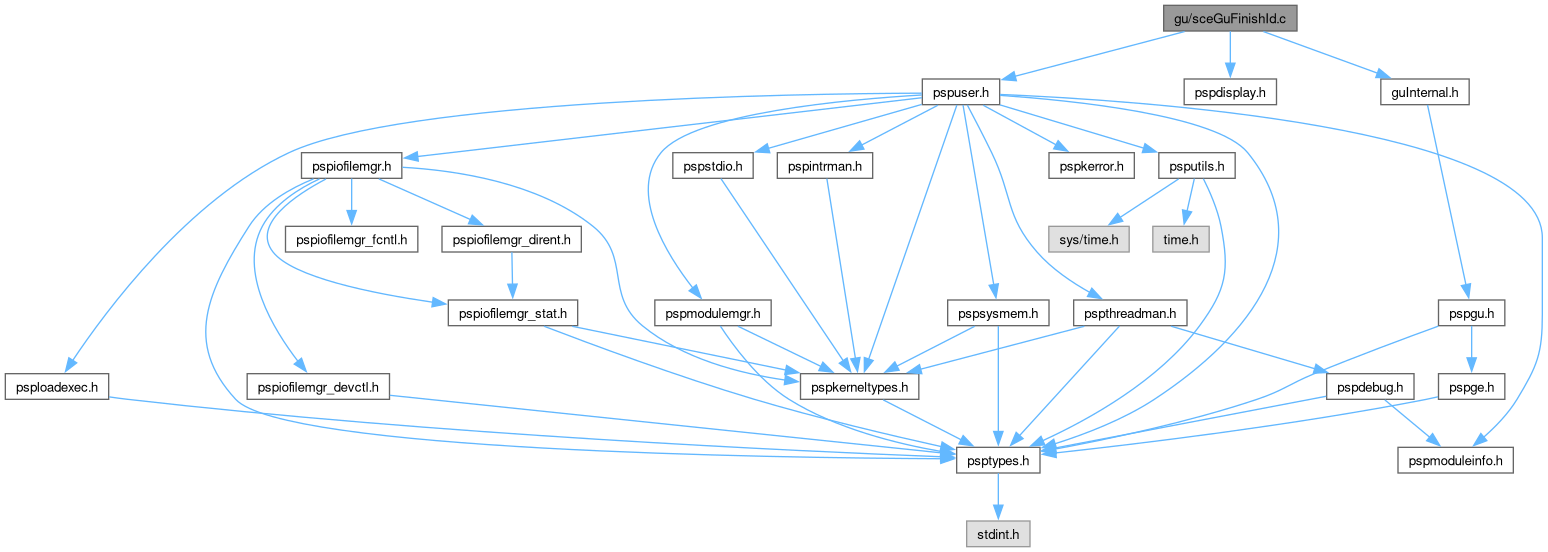 gu/sceGuFinishId.c
pspuser.h
pspdisplay.h
guInternal.h
pspiofilemgr.h
pspstdio.h
pspintrman.h
pspkerror.h
psputils.h
pspiofilemgr_fcntl.h
pspiofilemgr_dirent.h
sys/time.h
time.h
pspiofilemgr_stat.h
pspmodulemgr.h
pspsysmem.h
pspthreadman.h
pspgu.h
psploadexec.h
pspiofilemgr_devctl.h
pspkerneltypes.h
pspdebug.h
pspge.h
psptypes.h
pspmoduleinfo.h
stdint.h